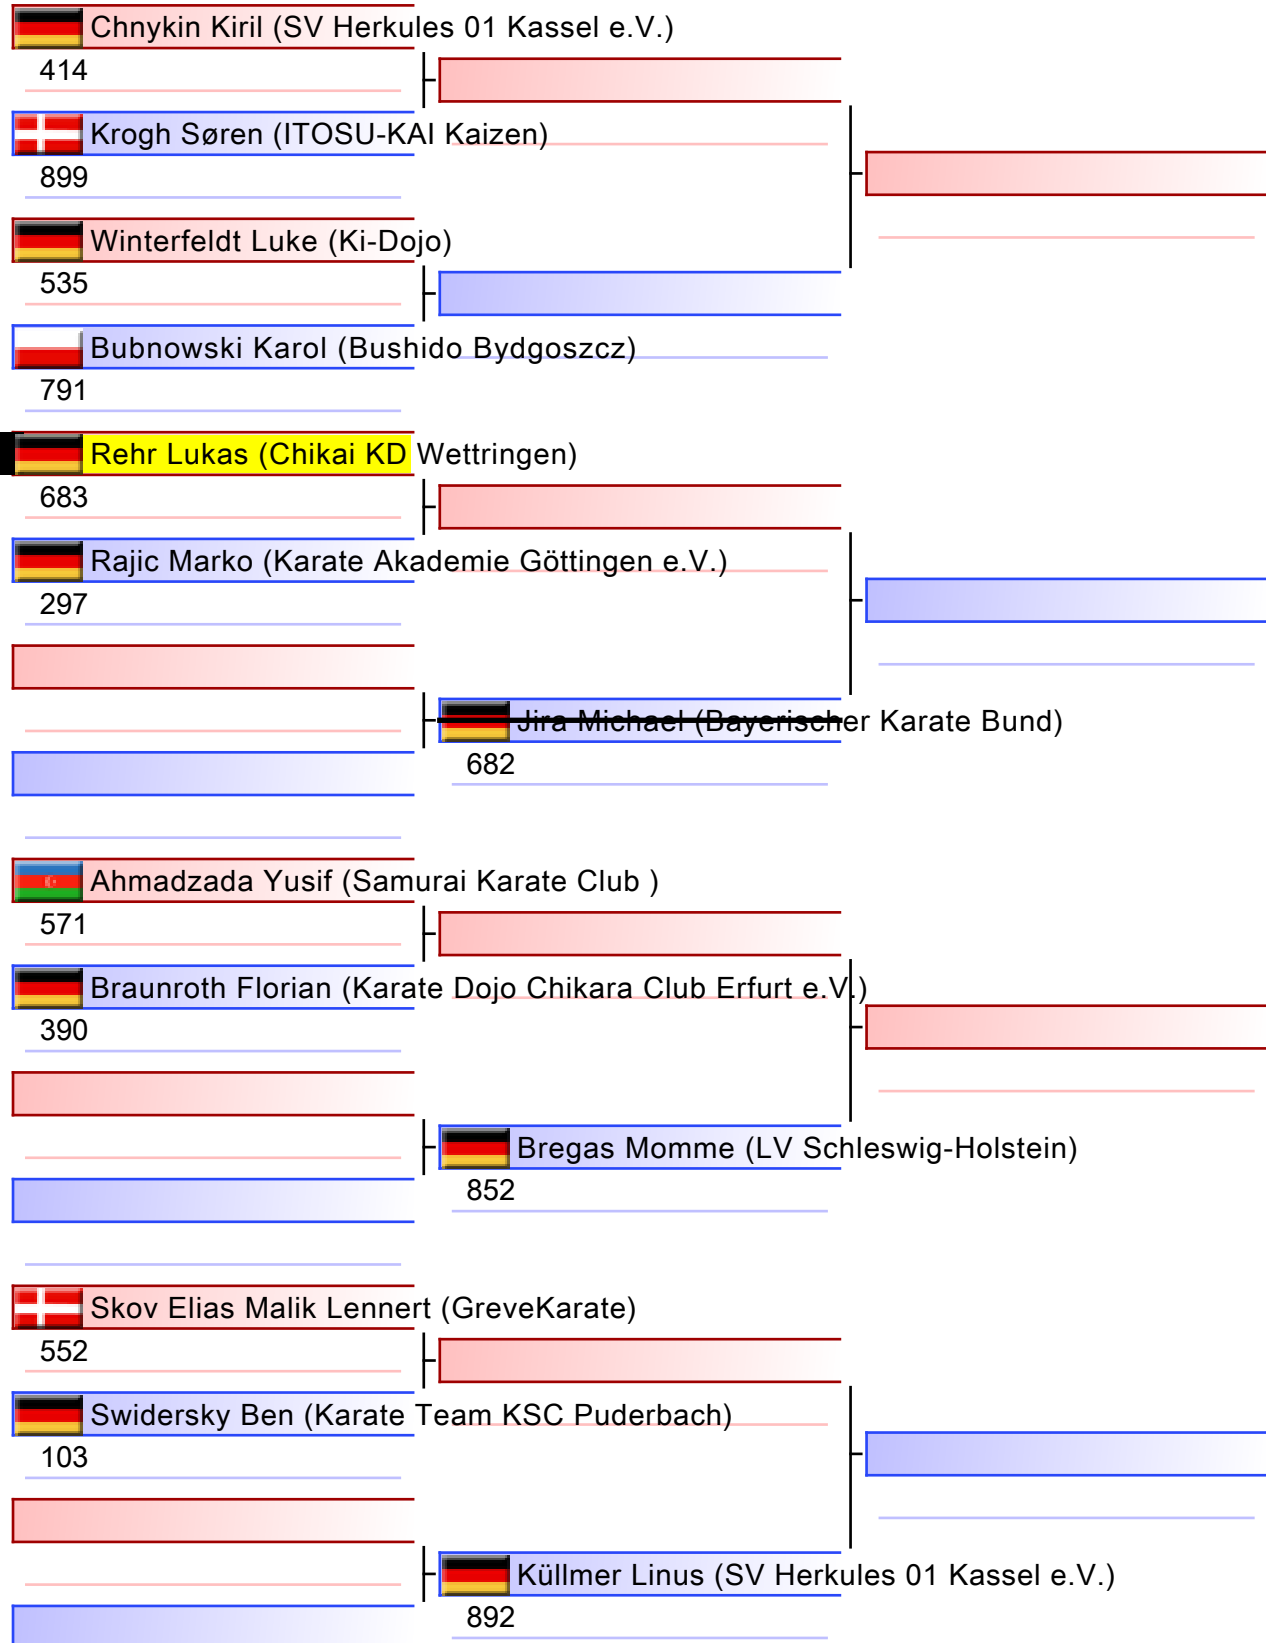 Chnykin Kiril (SV Herkules 01 Kassel e.V.)
414
Krogh Søren (ITOSU-KAI Kaizen)
899
Winterfeldt Luke (Ki-Dojo)
535
Bubnowski Karol (Bushido Bydgoszcz)
791
Rehr Lukas (Chikai KD Wettringen)
683
Rajic Marko (Karate Akademie Göttingen e.V.)
297
Jira Michael (Bayerischer Karate Bund)
682
Ahmadzada Yusif (Samurai Karate Club )
571
Braunroth Florian (Karate Dojo Chikara Club Erfurt e.V.)
390
Bregas Momme (LV Schleswig-Holstein)
852
Skov Elias Malik Lennert (GreveKarate)
552
Swidersky Ben (Karate Team KSC Puderbach)
103
Küllmer Linus (SV Herkules 01 Kassel e.V.)
892